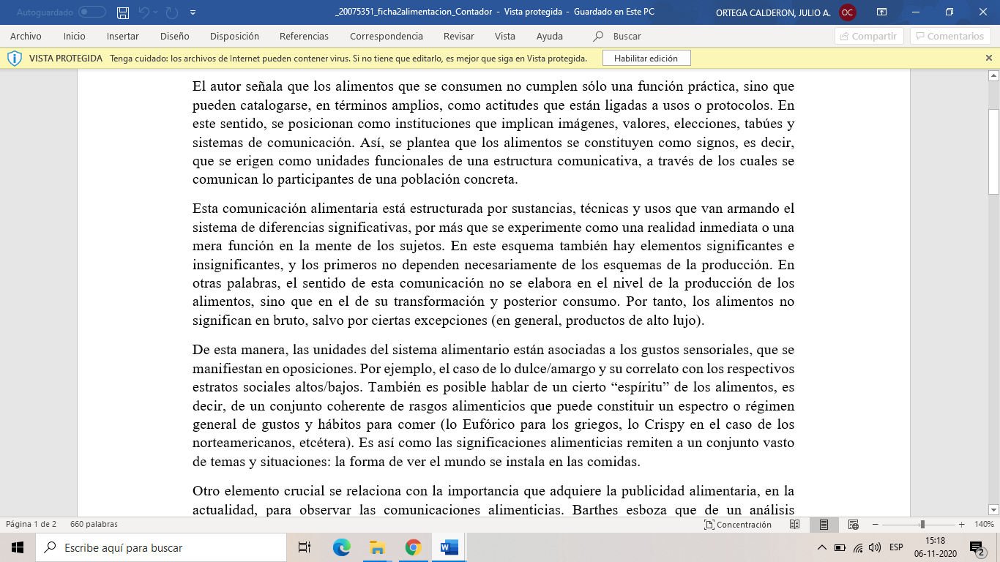 Autoguardado
_20075351_ficha2alimentacion_Contador - Vista protegida - Guardado en Este PC
ORTEGA CALDERON, JULIO A.
OC
Archivo Inicio Insertar Diseño Disposición Referencias Correspondencia Revisar Vista Ayuda Buscar Compartir Comentarios
VISTA PROTEGIDA Tenga cuidado: los archivos de Internet pueden contener virus. Si no tiene que editarlo, es mejor que siga en Vista protegida. Habilitar edición
El autor señala que los alimentos que se consumen no cumplen sólo una función práctica, sino que
pueden catalogarse, en términos amplios, como actitudes que están ligadas a usos o protocolos. En
este sentido, se posicionan como instituciones que implican imágenes, valores, elecciones, tabúes y
sistemas de comunicación. Así, se plantea que los alimentos se constituyen como signos, es decir,
que se erigen como unidades funcionales de una estructura comunicativa, a través de los cuales se
comunican lo participantes de una población concreta.
Esta comunicación alimentaria está estructurada por sustancias, técnicas y usos que van armando el
sistema de diferencias significativas, por más que se experimente como una realidad inmediata o una
mera función en la mente de los sujetos. En este esquema también hay elementos significantes e
insignificantes, y los primeros no dependen necesariamente de los esquemas de la producción. En
otras palabras, el sentido de esta comunicación no se elabora en el nivel de la producción de los
alimentos, sino que en el de su transformación y posterior consumo. Por tanto, los alimentos no
significan en bruto, salvo por ciertas excepciones (en general, productos de alto lujo).
De esta manera, las unidades del sistema alimentario están asociadas a los gustos sensoriales, que se
manifiestan en oposiciones. Por ejemplo, el caso de lo dulce/amargo y su correlato con los respectivos
estratos sociales altos/bajos. También es posible hablar de un cierto “espíritu” de los alimentos, es
decir, de un conjunto coherente de rasgos alimenticios que puede constituir un espectro o régimen
general de gustos y hábitos para comer (lo Eufórico para los griegos, lo Crispy en el caso de los
norteamericanos, etcétera). Es así como las significaciones alimenticias remiten a un conjunto vasto
de temas y situaciones: la forma de ver el mundo se instala en las comidas.
Otro elemento crucial se relaciona con la importancia que adquiere la publicidad alimentaria, en la
actualidad, para observar las comunicaciones alimenticias. Barthes esboza que de un análisis
Página 1 de 2 660 palabras Concentración 140%
Escribe aquí para buscar
ESP
15:18
06-11-2020
2